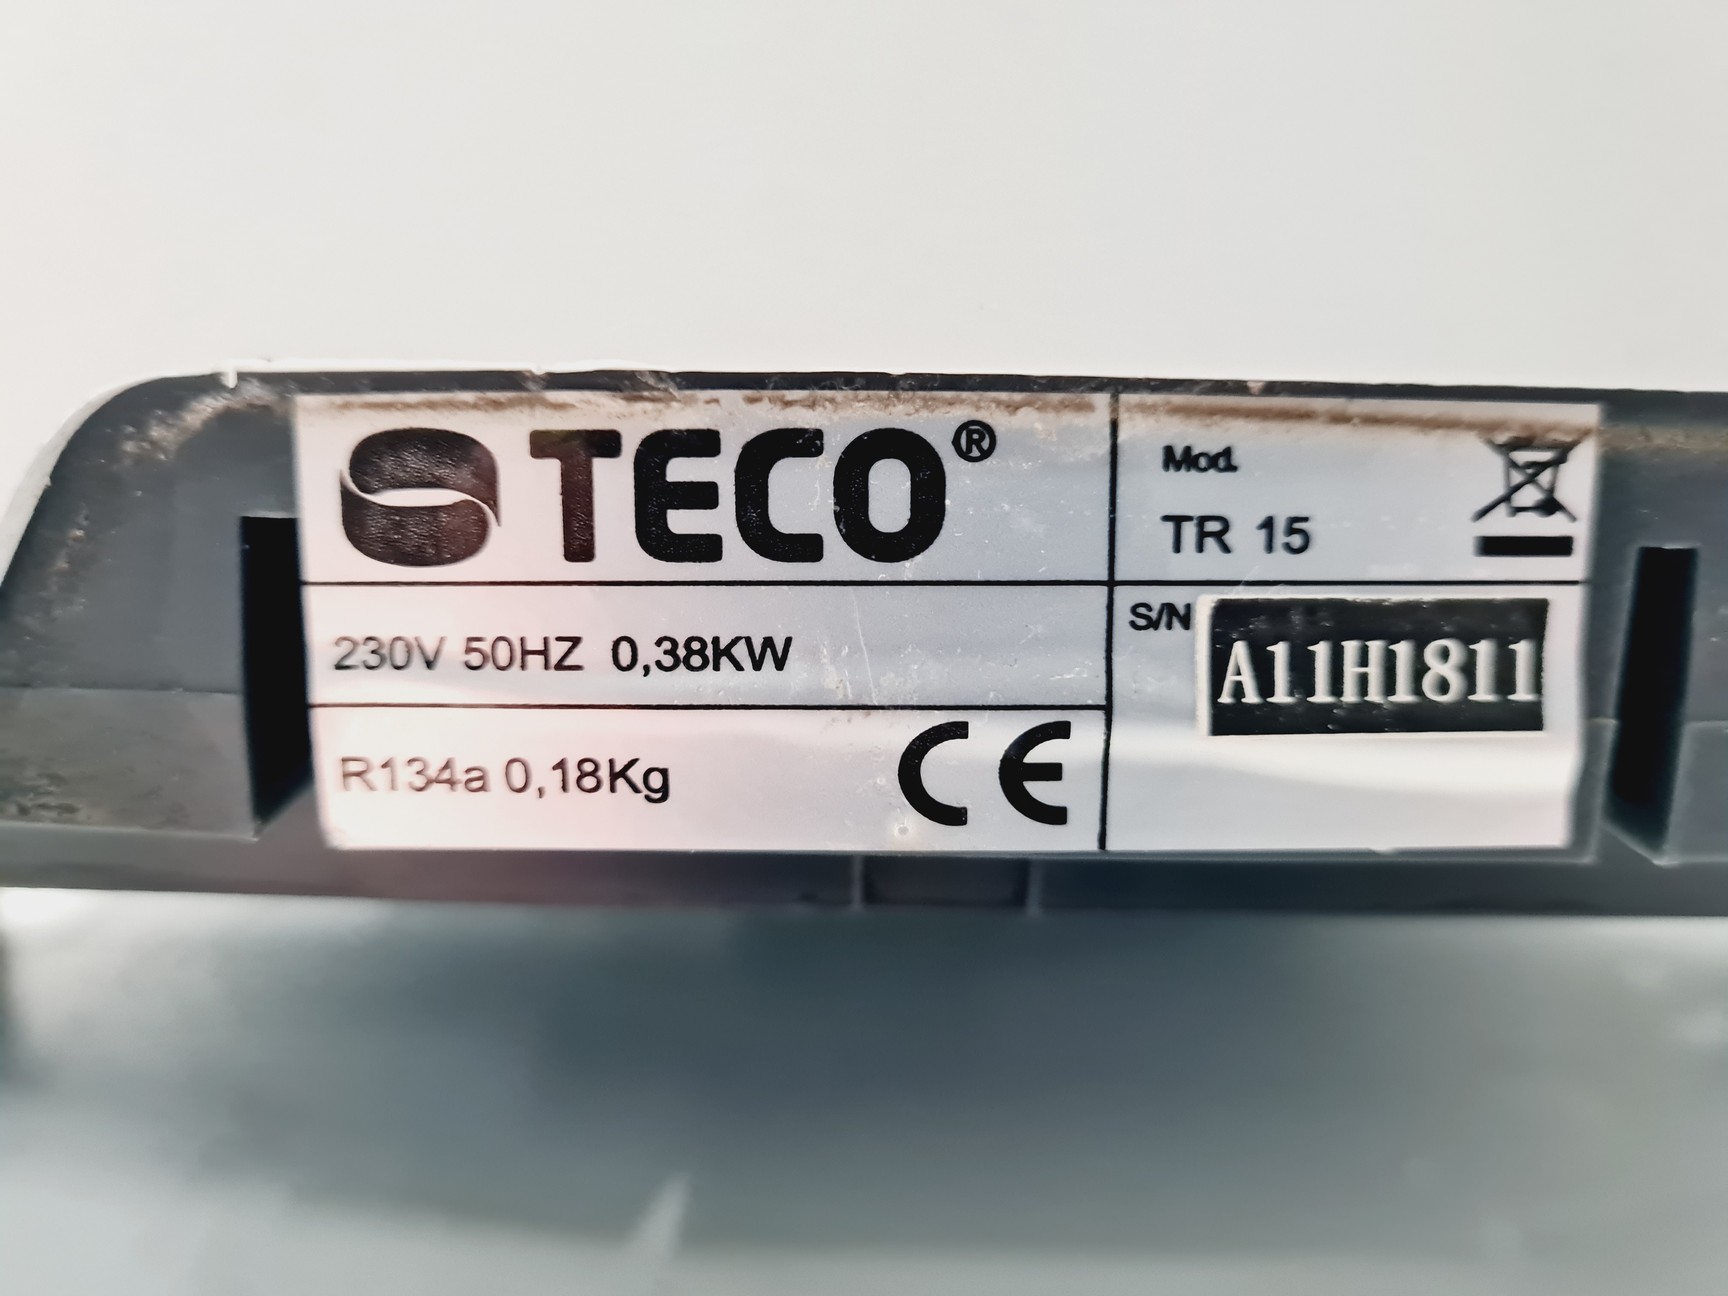 TECO®
Mod.
TR 15
230V 50HZ 0,38KW
S/N A11H1811
R134a 0,18Kg
CE